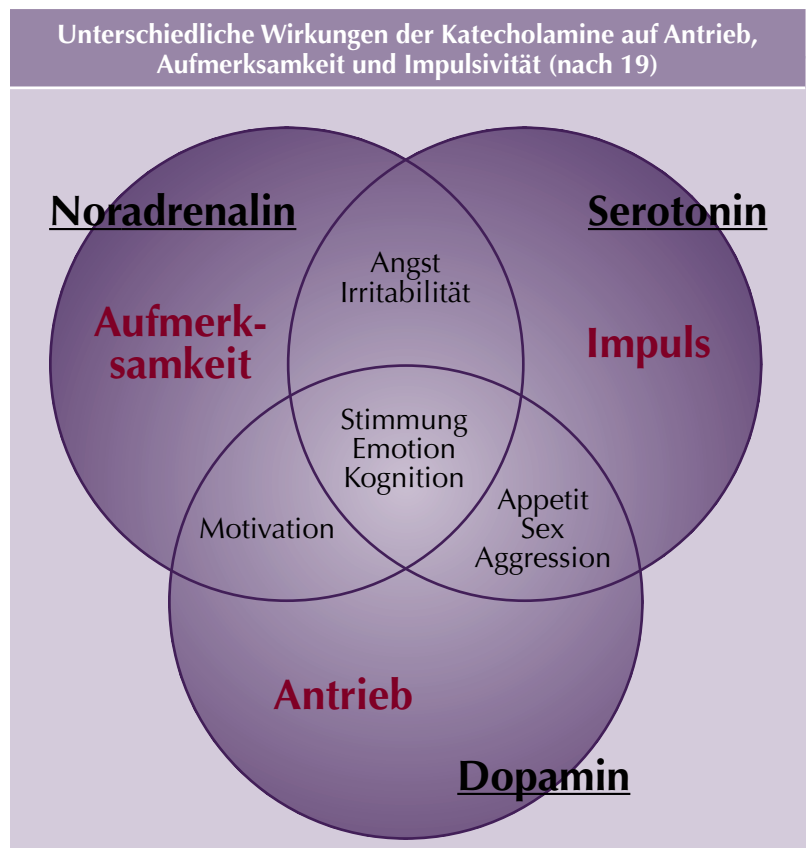 Unterschiedliche Wirkungen der Katecholamine auf Antrieb,
Aufmerksamkeit und Impulsivität (nach 19)
Noradrenalin
Serotonin
Angst
Irritabilität
Aufmerk-
samkeit
Impuls
Stimmung
Emotion
Kognition
Motivation
Appetit
Sex
Aggression
Antrieb
Dopamin